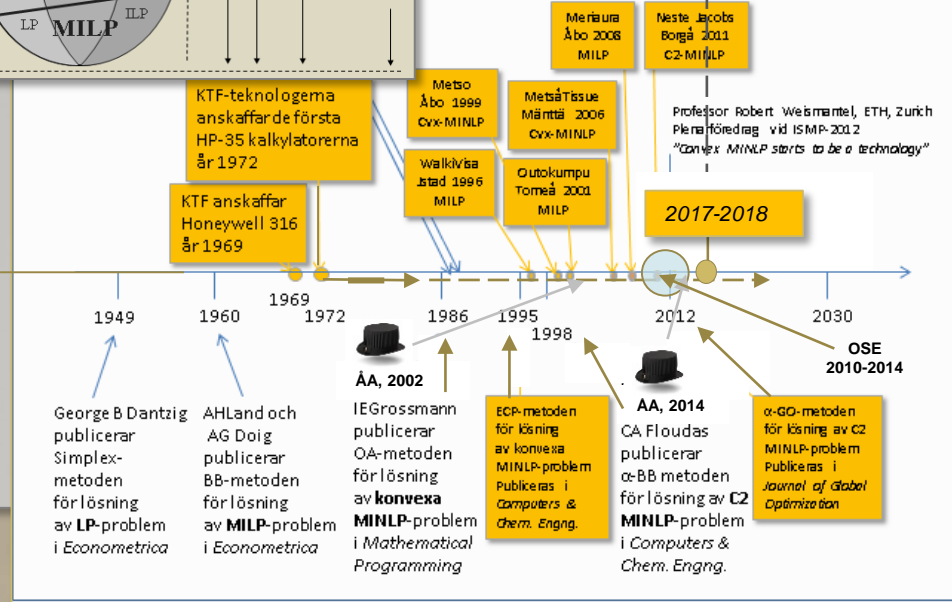 LP
MILP
ILP
Meriaura
Åbo 2008
MILP
Neste Jacobs
Borgå 2011
C2-MINLP
KTF-teknologerna
anskaffar de första
HP-35 kalkylatorerna
år 1972
Metso
Åbo 1999
Cvx-MINLP
MetsäTissue
Mänttä 2006
Cvx-MINLP
Professor Robert Weismantel, ETH, Zurich
Plenarföredrag vid ISMP-2012
"Convex MINLP starts to be a technology"
KTF anskaffar
Honeywell 316
år 1969
WalkiVisa
Jstad 1996
MILP
Outokumpu
Torneå 2001
MILP
2017-2018
1949
1960
1969
1972
1986
1995
1998
2012
2030
OSE
2010-2014
ÅA, 2002
ÅA, 2014
.
George B Dantzig
publicerar
Simplex-
metoden
för lösning
av LP-problem
i Econometrica
AHLand och
AG Doig
publicerar
BB-metoden
för lösning
av MILP-problem
i Econometrica
IEGrossmann
publicerar
OA-metoden
för lösning
av konvexa
MINLP-problem
i Mathematical
Programming
ECP-metoden
för lösning
av konvexa
MINLP-problem
Publiceras i
Computers &
Chem. Engng.
CA Floudas
publicerar
α-BB metoden
för lösning av C2
MINLP-problem
i Computers &
Chem. Engng.
α-GO-metoden
för lösning av C2
MINLP-problem
Publiceras i
Journal of Global
Optimization